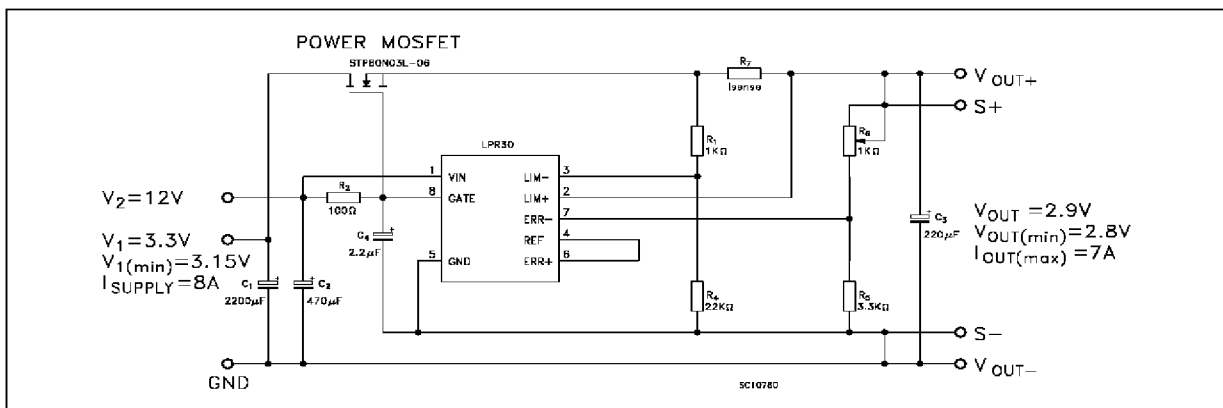 POWER MOSFET
STP80N03L-06
R7
Isense
VOUT+
S+
R1
1KΩ
R6
1KΩ
LPR30
1 VIN LIM- 3
8 GATE LIM+ 2
ERR- 7
REF 4
5 GND ERR+ 6
V2=12V
R2
100Ω
V1=3.3V
V1(min)=3.15V
ISUPPLY=8A
C4
2.2µF
C1
2200µF
C2
470µF
R4
22KΩ
R5
3.3KΩ
C3
220µF
VOUT=2.9V
VOUT(min)=2.8V
IOUT(max)=7A
S-
VOUT-
GND
SC10780